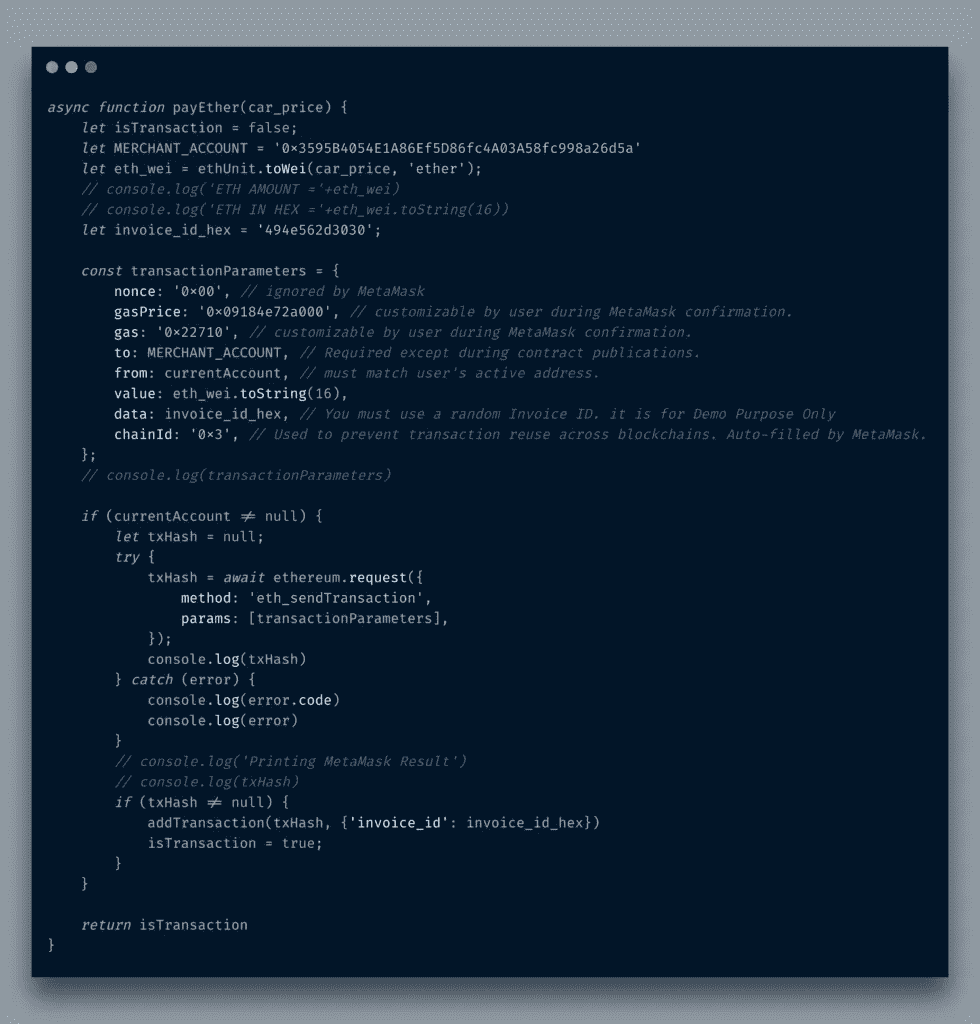 async function payEther(car_price) {
    let isTransaction = false;
    let MERCHANT_ACCOUNT = '0×3595B4054E1A86Ef5D86fc4A03A58fc998a26d5a'
    let eth_wei = ethUnit.toWei(car_price, 'ether');
    // console.log('ETH AMOUNT ='+eth_wei)
    // console.log('ETH IN HEX ='+eth_wei.toString(16))
    let invoice_id_hex = '494e562d3030';

    const transactionParameters = {
        nonce: '0×00', // ignored by MetaMask
        gasPrice: '0×09184e72a000', // customizable by user during MetaMask confirmation.
        gas: '0×22710', // customizable by user during MetaMask confirmation.
        to: MERCHANT_ACCOUNT, // Required except during contract publications.
        from: currentAccount, // must match user's active address.
        value: eth_wei.toString(16),
        data: invoice_id_hex, // You must use a random Invoice ID. it is for Demo Purpose Only
        chainId: '0×3', // Used to prevent transaction reuse across blockchains. Auto-filled by MetaMask.
    };
    // console.log(transactionParameters)

    if (currentAccount ≠ null) {
        let txHash = null;
        try {
            txHash = await ethereum.request({
                method: 'eth_sendTransaction',
                params: [transactionParameters],
            });
            console.log(txHash)
        } catch (error) {
            console.log(error.code)
            console.log(error)
        }
        // console.log('Printing MetaMask Result')
        // console.log(txHash)
        if (txHash ≠ null) {
            addTransaction(txHash, {'invoice_id': invoice_id_hex})
            isTransaction = true;
        }
    }

    return isTransaction
}